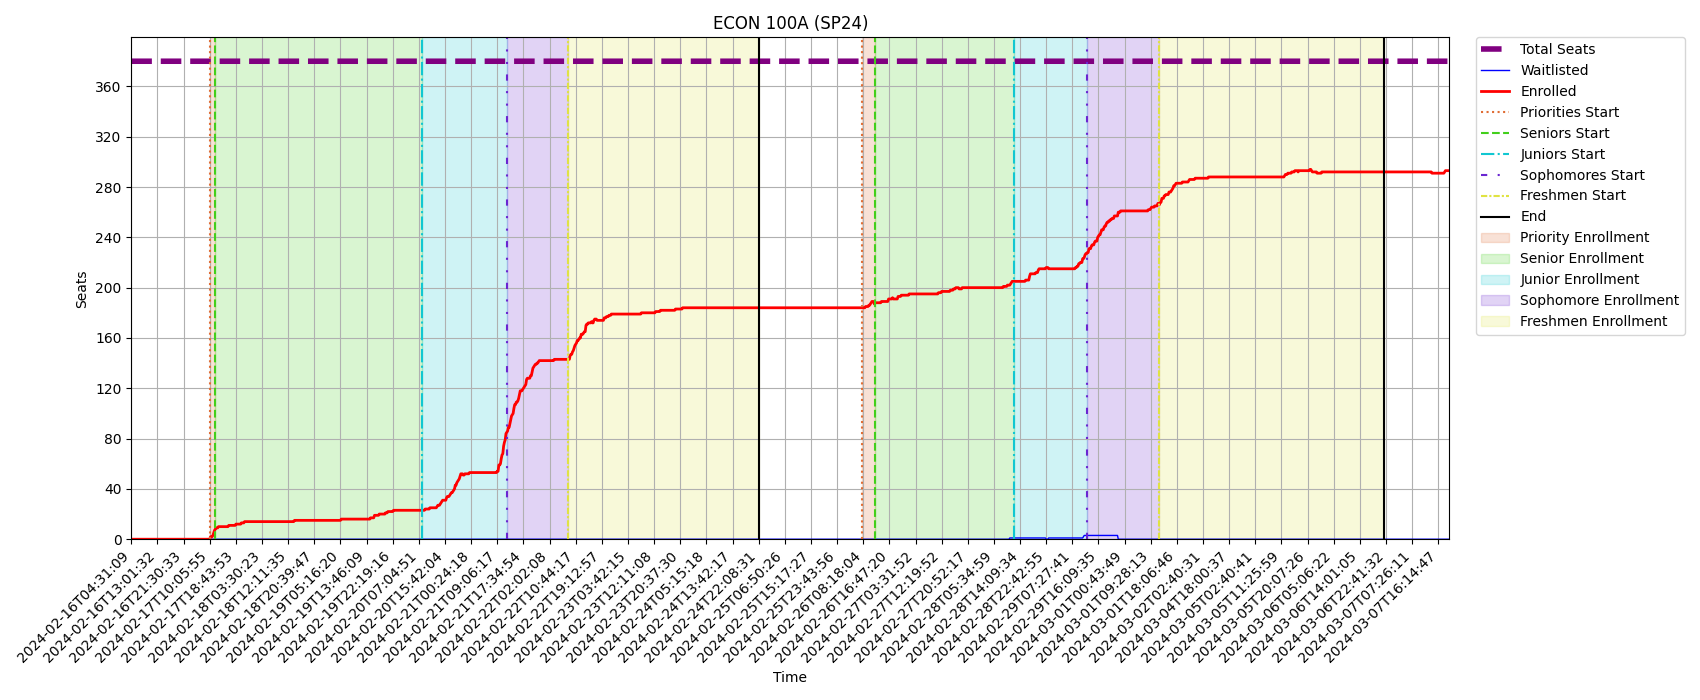 ECON 100A (SP24)
Seats
360
320
280
240
200
160
120
80
40
0
2024-02-16T04:31:09
2024-02-16T13:01:32
2024-02-16T21:30:33
2024-02-17T10:05:55
2024-02-17T18:43:53
2024-02-18T03:30:23
2024-02-18T12:11:35
2024-02-18T20:39:47
2024-02-19T05:16:20
2024-02-19T13:46:09
2024-02-19T22:19:16
2024-02-20T07:04:51
2024-02-20T15:42:04
2024-02-21T00:24:18
2024-02-21T09:06:17
2024-02-21T17:34:54
2024-02-22T02:02:08
2024-02-22T10:44:17
2024-02-22T19:12:57
2024-02-23T03:42:15
2024-02-23T12:11:08
2024-02-23T20:37:30
2024-02-24T05:15:18
2024-02-24T13:42:17
2024-02-24T22:08:31
2024-02-25T06:50:26
2024-02-25T15:17:27
2024-02-25T23:43:56
2024-02-26T08:18:04
2024-02-26T16:47:20
2024-02-27T03:31:52
2024-02-27T12:19:52
2024-02-27T20:52:17
2024-02-28T05:34:59
2024-02-28T14:09:34
2024-02-28T22:42:55
2024-02-29T07:27:41
2024-02-29T16:09:35
2024-03-01T00:43:49
2024-03-01T09:28:13
2024-03-01T18:06:46
2024-03-02T02:40:31
2024-03-04T18:00:37
2024-03-05T02:40:41
2024-03-05T11:25:59
2024-03-05T20:07:26
2024-03-06T05:06:22
2024-03-06T14:01:05
2024-03-06T22:41:32
2024-03-07T07:26:11
2024-03-07T16:14:47
Time
Total Seats
Waitlisted
Enrolled
Priorities Start
Seniors Start
Juniors Start
Sophomores Start
Freshmen Start
End
Priority Enrollment
Senior Enrollment
Junior Enrollment
Sophomore Enrollment
Freshmen Enrollment